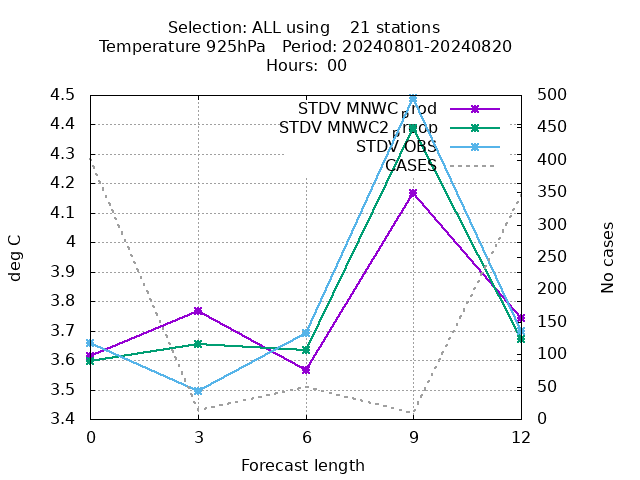 Selection: ALL using 21 stations
Temperature 925hPa Period: 20240801-20240820
Hours: 00
STDV MNWC_prod
STDV MNWC2_preop
STDV OBS
CASES
4.5
4.4
4.3
4.2
4.1
4
3.9
3.8
3.7
3.6
3.5
3.4
deg C
500
450
400
350
300
250
200
150
100
50
0
No cases
0 3 6 9 12
Forecast length